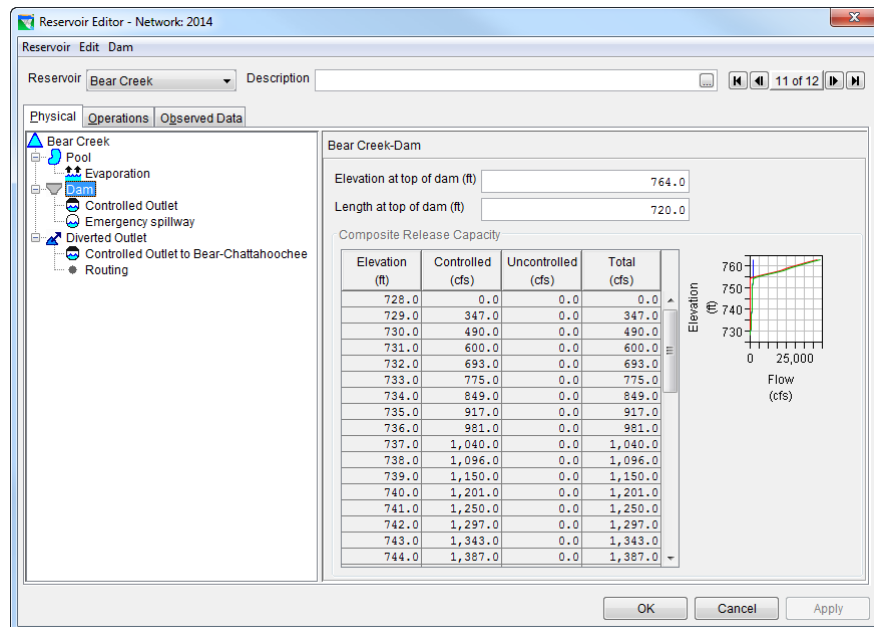 Reservoir Editor - Network: 2014
Reservoir Edit Dam
Reservoir Bear Creek Description ... 11 of 12
Physical Operations Observed Data
Bear Creek
Pool
Evaporation
Dam
Controlled Outlet
Emergency spillway
Diverted Outlet
Controlled Outlet to Bear-Chattahoochee
Routing
Bear Creek-Dam
Elevation at top of dam (ft) 764.0
Length at top of dam (ft) 720.0
Composite Release Capacity
Elevation Controlled Uncontrolled Total
(ft) (cfs) (cfs) (cfs)
728.0 0.0 0.0 0.0
729.0 347.0 0.0 347.0
730.0 490.0 0.0 490.0
731.0 600.0 0.0 600.0
732.0 693.0 0.0 693.0
733.0 775.0 0.0 775.0
734.0 849.0 0.0 849.0
735.0 917.0 0.0 917.0
736.0 981.0 0.0 981.0
737.0 1,040.0 0.0 1,040.0
738.0 1,096.0 0.0 1,096.0
739.0 1,150.0 0.0 1,150.0
740.0 1,201.0 0.0 1,201.0
741.0 1,250.0 0.0 1,250.0
742.0 1,297.0 0.0 1,297.0
743.0 1,343.0 0.0 1,343.0
744.0 1,387.0 0.0 1,387.0
760
750
740
730
Elevation
(ft)
0 25,000
Flow
(cfs)
OK Cancel Apply